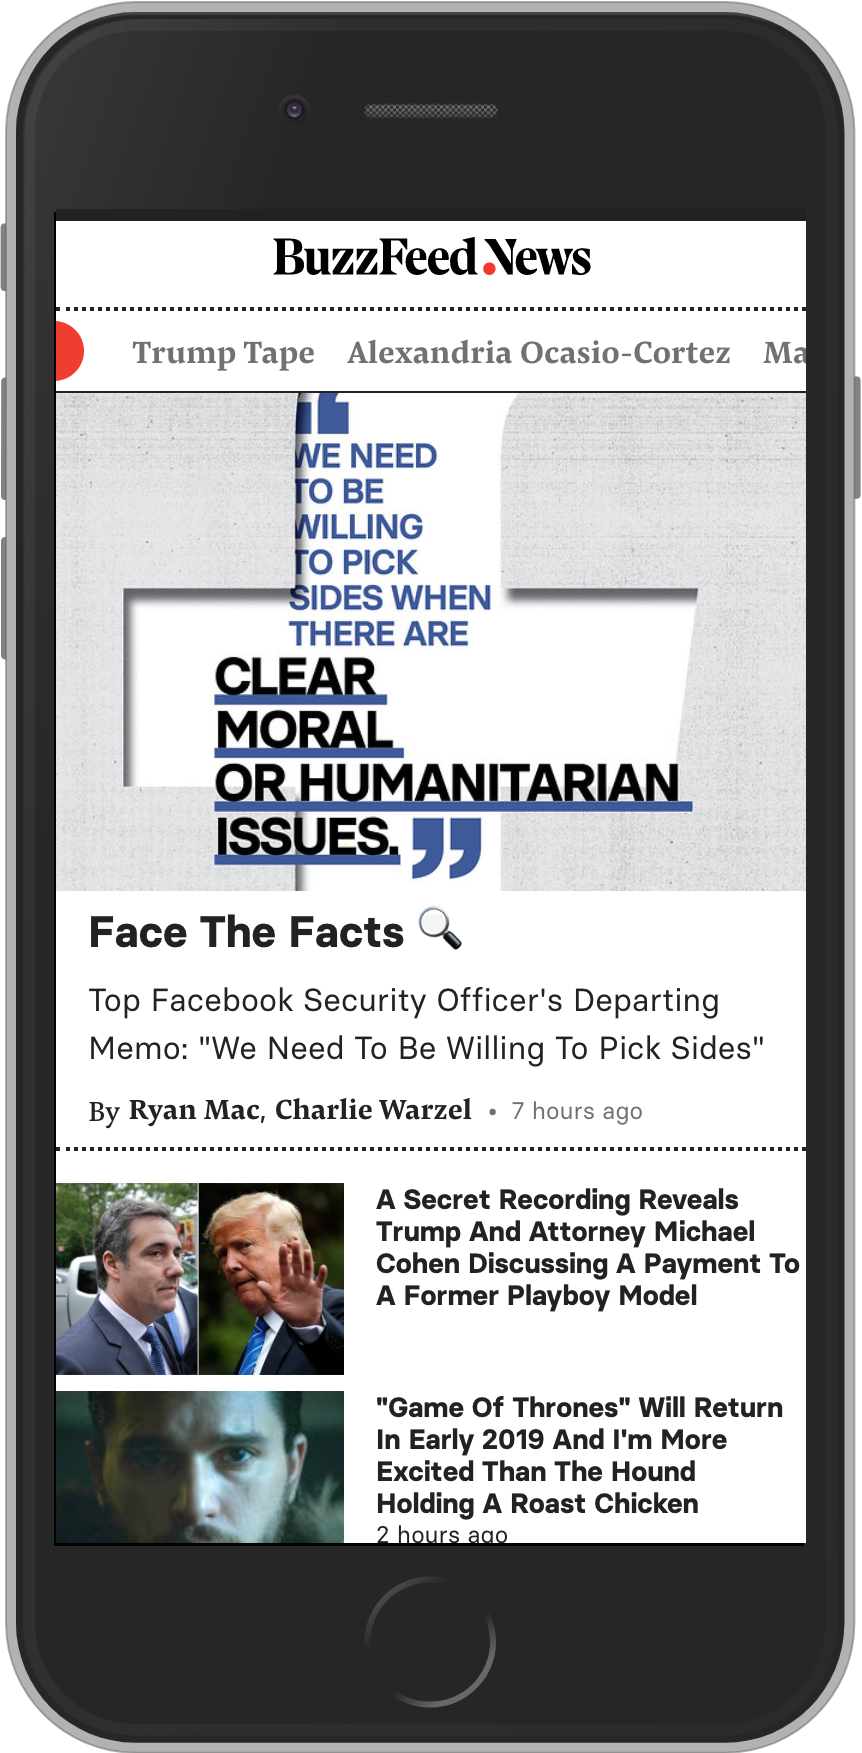 BuzzFeed News
Trump Tape Alexandria Ocasio-Cortez Ma
WE NEED
TO BE
WILLING
TO PICK
SIDES WHEN
THERE ARE
CLEAR
MORAL
OR HUMANITARIAN
ISSUES.”
Face The Facts 🔍
Top Facebook Security Officer's Departing
Memo: "We Need To Be Willing To Pick Sides"
By Ryan Mac, Charlie Warzel • 7 hours ago
A Secret Recording Reveals
Trump And Attorney Michael
Cohen Discussing A Payment To
A Former Playboy Model
"Game Of Thrones" Will Return
In Early 2019 And I'm More
Excited Than The Hound
Holding A Roast Chicken
2 hours ago